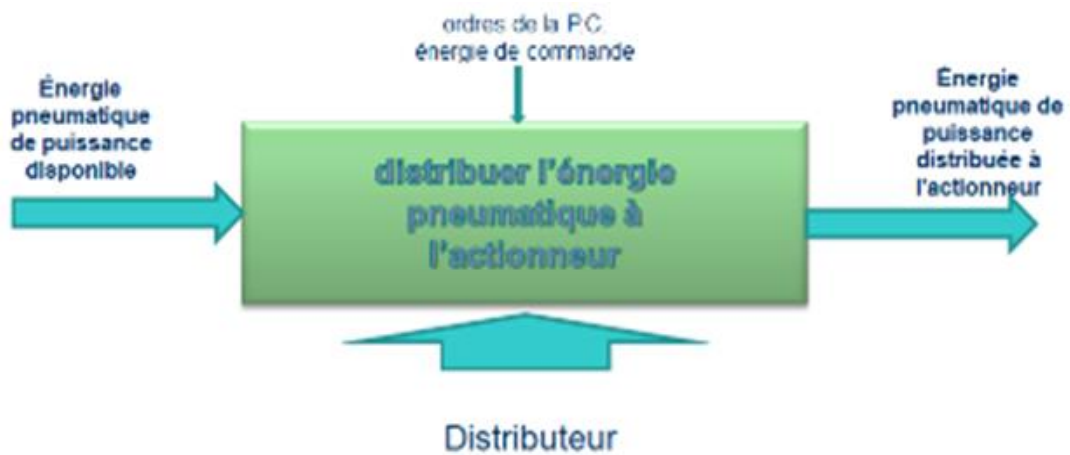 ordres de la P.C.
énergie de commande
Énergie
pneumatique
de puissance
disponible
distribuer l'énergie
pneumatique à
l'actionneur
Énergie
pneumatique de
puissance
distribuée à
l'actionneur
Distributeur